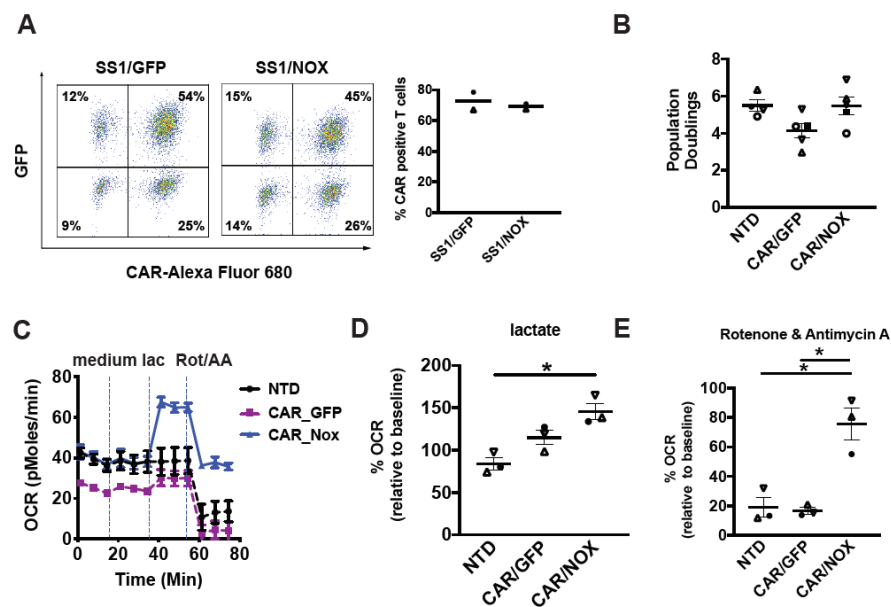 A
SS1/GFP
SS1/NOX
12%
54%
9%
25%
15%
45%
14%
26%
GFP
CAR-Alexa Fluor 680
% CAR positive T cells
80
60
40
20
0
SS1/GFP
SS1/NOX
B
Population
Doublings
8
6
4
2
0
NTD
CAR/GFP
CAR/NOX
C
medium lac Rot/AA
OCR (pMoles/min)
80
60
40
20
0
0 20 40 60 80
Time (Min)
NTD
CAR_GFP
CAR_Nox
D
lactate
*
% OCR
(relative to baseline)
200
150
100
50
0
NTD
CAR/GFP
CAR/NOX
E
Rotenone & Antimycin A
*
*
% OCR
(relative to baseline)
100
80
60
40
20
0
NTD
CAR/GFP
CAR/NOX